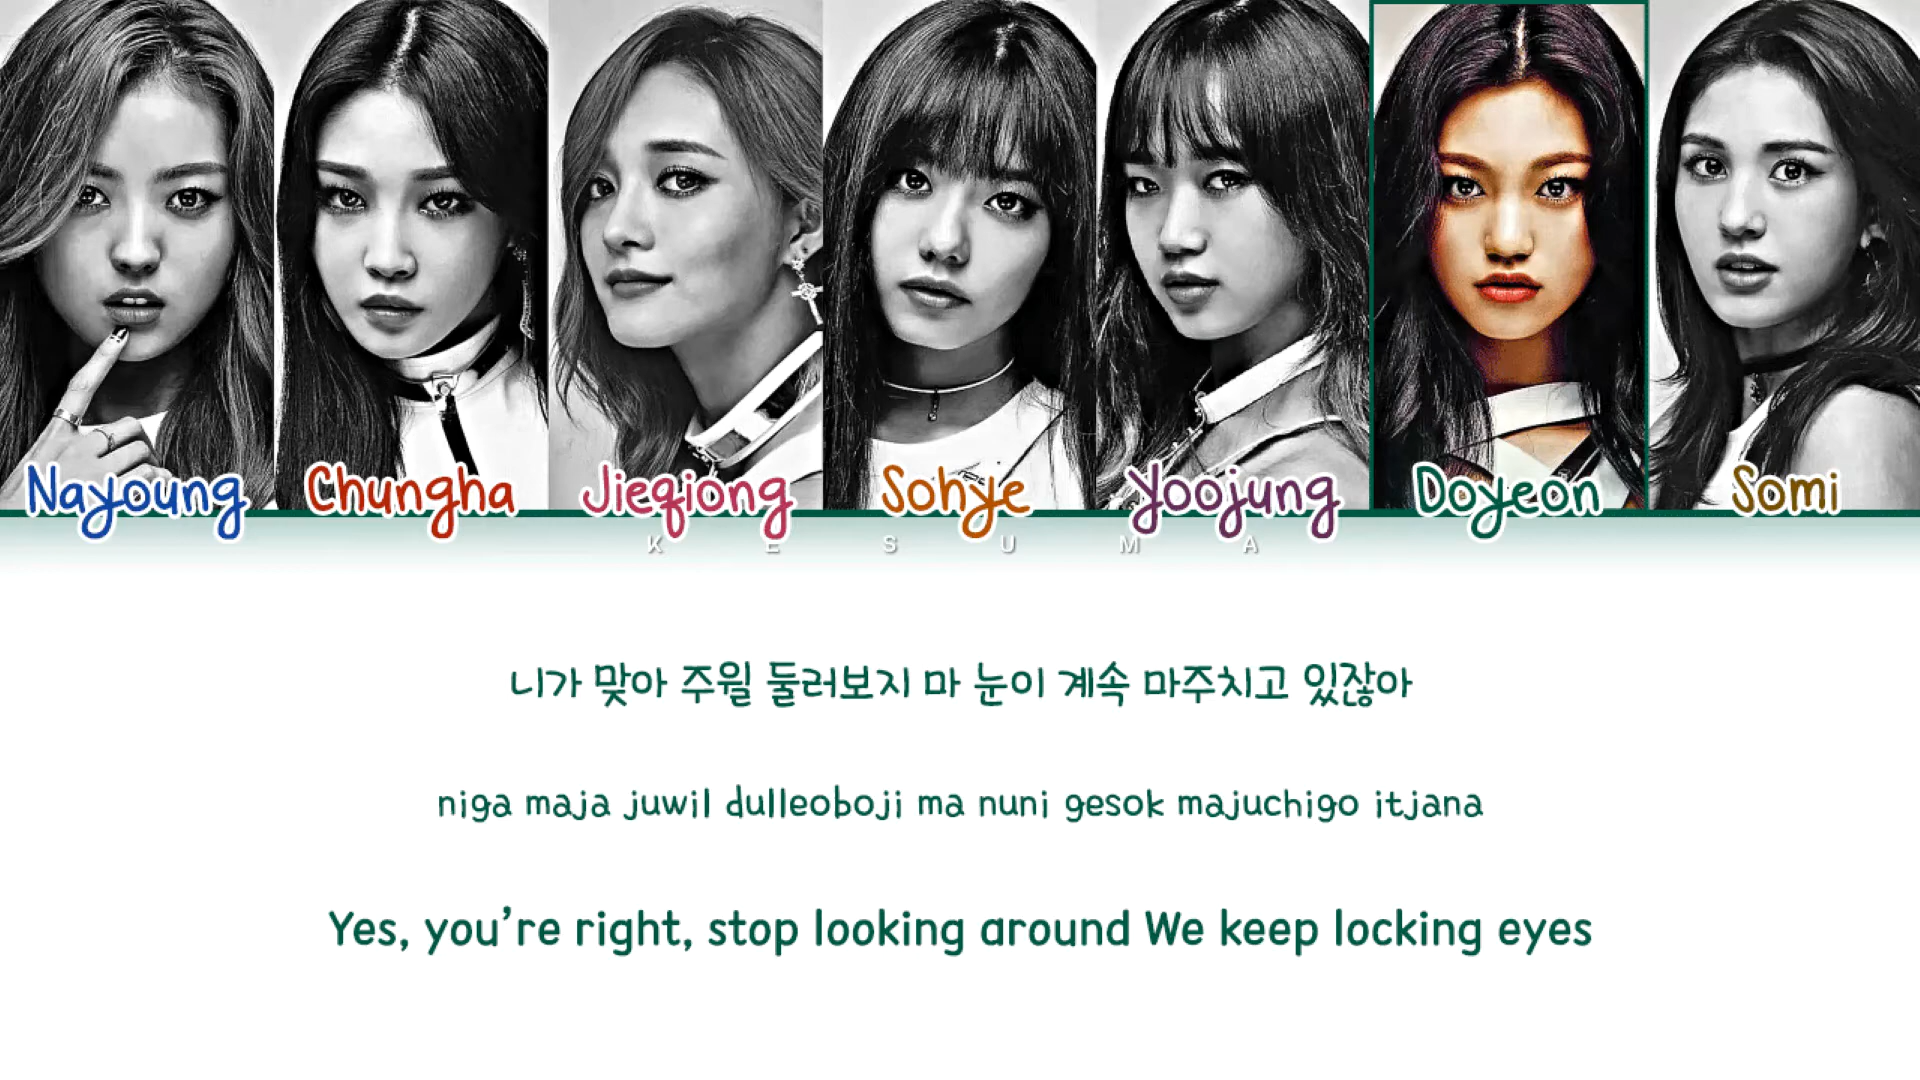 Nayoung Chungha Jieqiong Sohye Yoojung Doyeon Somi
K E S U M A
니가 맞아 주윌 둘러보지 마 눈이 계속 마주치고 있잖아
niga maja juwil dulleoboji ma nuni gesok majuchigo itjana
Yes, you're right, stop looking around We keep locking eyes